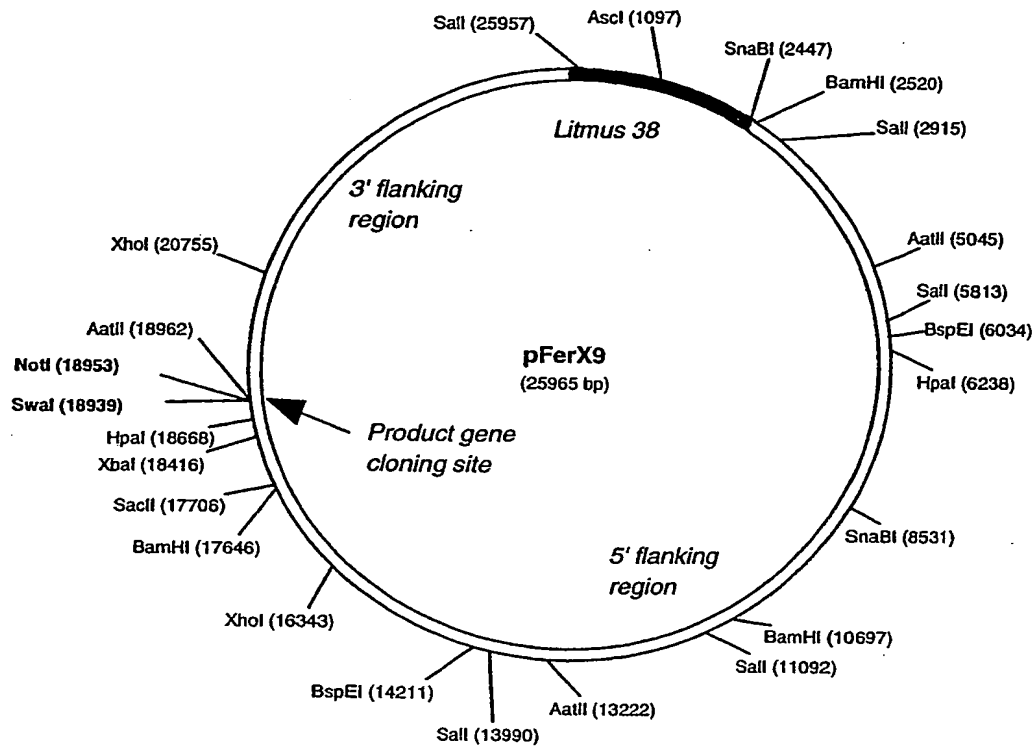 SalI (25957)
AscI (1097)
SnaBI (2447)
BamHI (2520)
SalI (2915)
Litmus 38
3' flanking
region
XhoI (20755)
AatII (5045)
SalI (5813)
BspEI (6034)
HpaI (6238)
AatII (18962)
NotI (18953)
SwaI (18939)
HpaI (18668)
XbaI (18416)
SacII (17706)
BamHI (17646)
pFerX9
(25965 bp)
Product gene
cloning site
SnaBI (8531)
5' flanking
region
XhoI (16343)
BamHI (10697)
SalI (11092)
BspEI (14211)
AatII (13222)
SalI (13990)